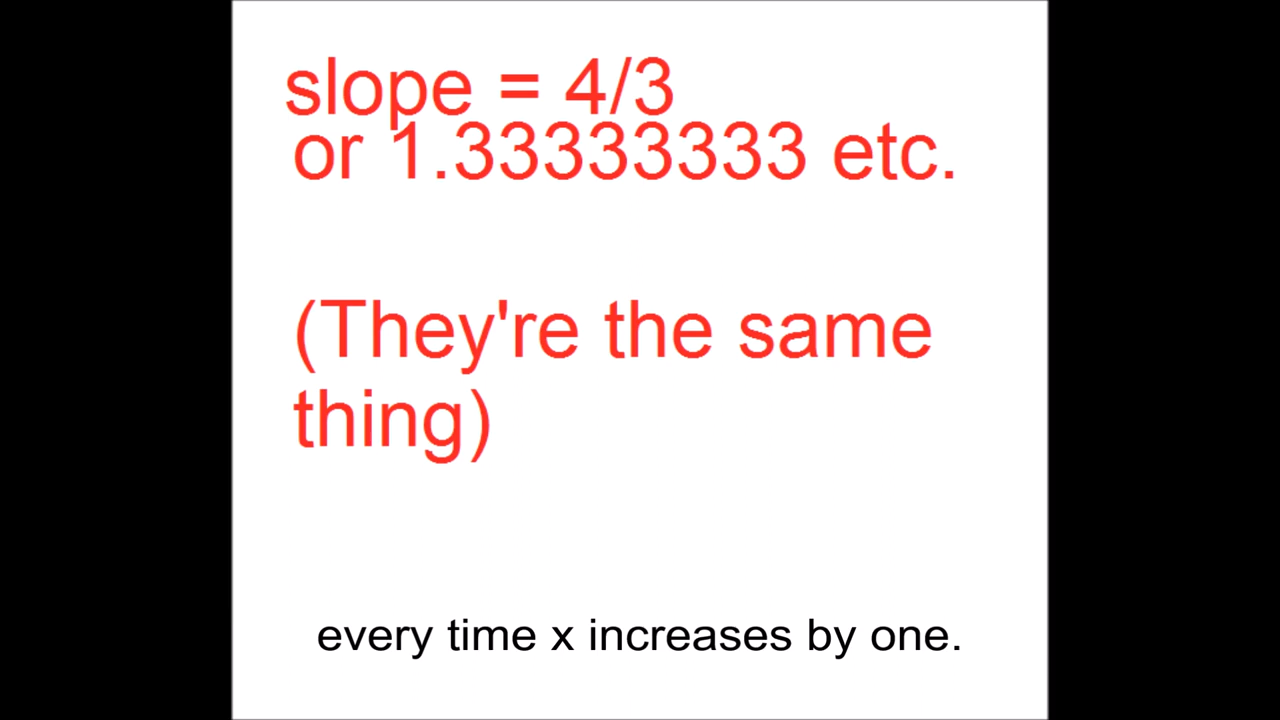 slope = 4/3
or 1.33333333 etc.
(They're the same
thing)
every time x increases by one.